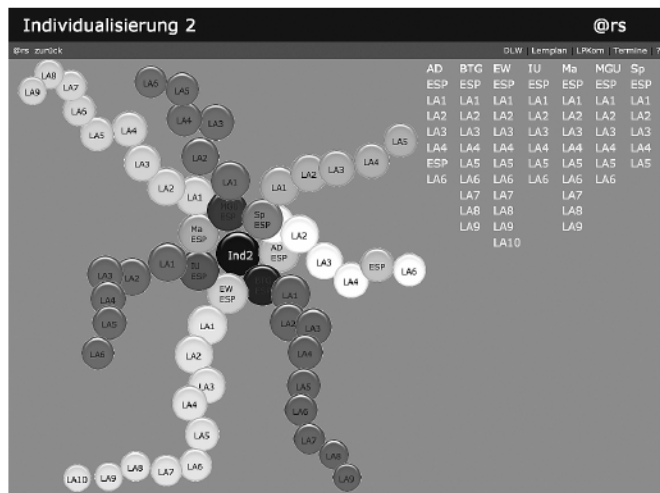 Individualisierung 2 @rs
@rs zurück DLW | Lernplan | LPKom | Termine | ?
AD BTG EW IU Ma MGU Sp
ESP ESP ESP ESP ESP ESP ESP
LA1 LA1 LA1 LA1 LA1 LA1 LA1
LA2 LA2 LA2 LA2 LA2 LA2 LA2
LA3 LA3 LA3 LA3 LA3 LA3 LA3
LA4 LA4 LA4 LA4 LA4 LA4 LA4
ESP LA5 LA5 LA5 LA5 LA5 LA5
LA6 LA6 LA6 LA6 LA6 LA6
LA7 LA7 LA7
LA8 LA8 LA8
LA9 LA9 LA9
LA10
Ind2
Ma
ESP
LA1
LA2
LA3
LA4
LA5
LA6
LA7
LA8
LA9
ESP
LA1
LA2
LA3
LA4
LA5
LA6
Sp
ESP
LA1
LA2
LA3
LA4
LA5
AD
ESP
LA2
LA3
LA4
ESP
LA6
LA1
LA2
LA3
LA4
LA5
LA6
LA7
LA8
LA9
EW
ESP
LA1
LA2
LA3
LA4
LA5
LA6
LA7
LA8
LA9
LA10
IU
ESP
LA1
LA2
LA3
LA4
LA5
LA6